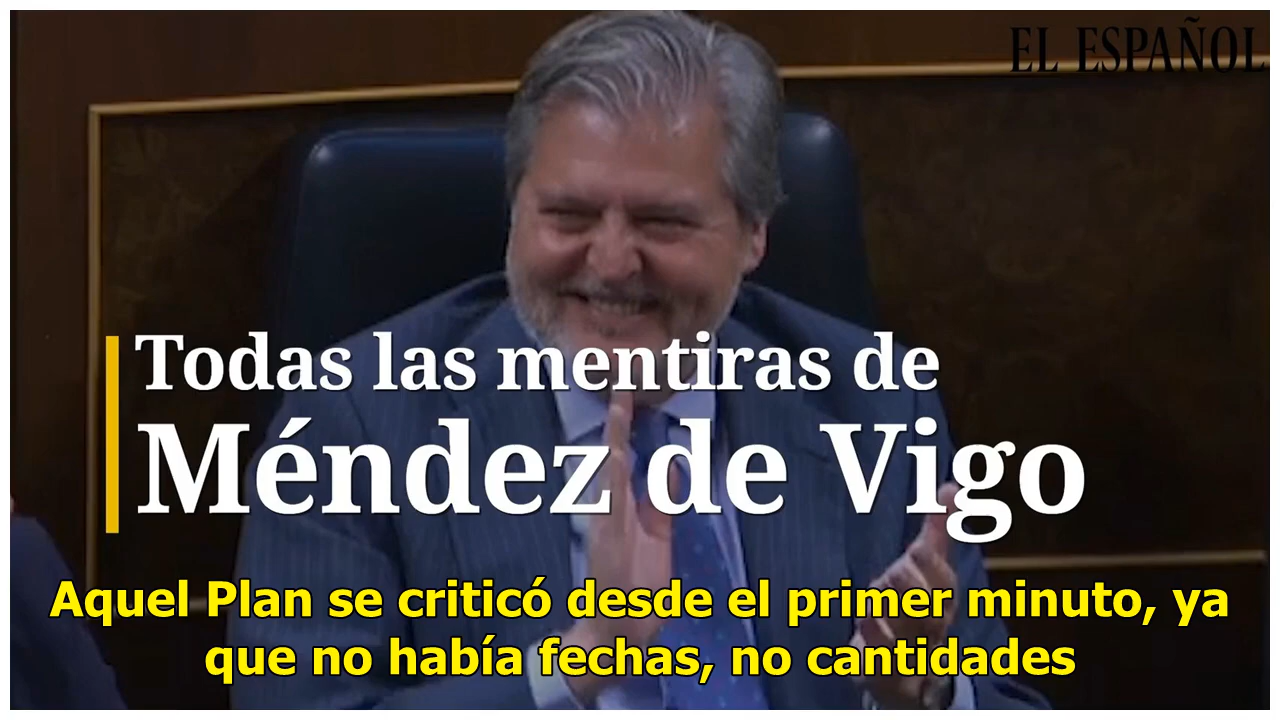 EL ESPAÑOL
Todas las mentiras de
Méndez de Vigo
Aquel Plan se criticó desde el primer minuto, ya
que no había fechas, no cantidades